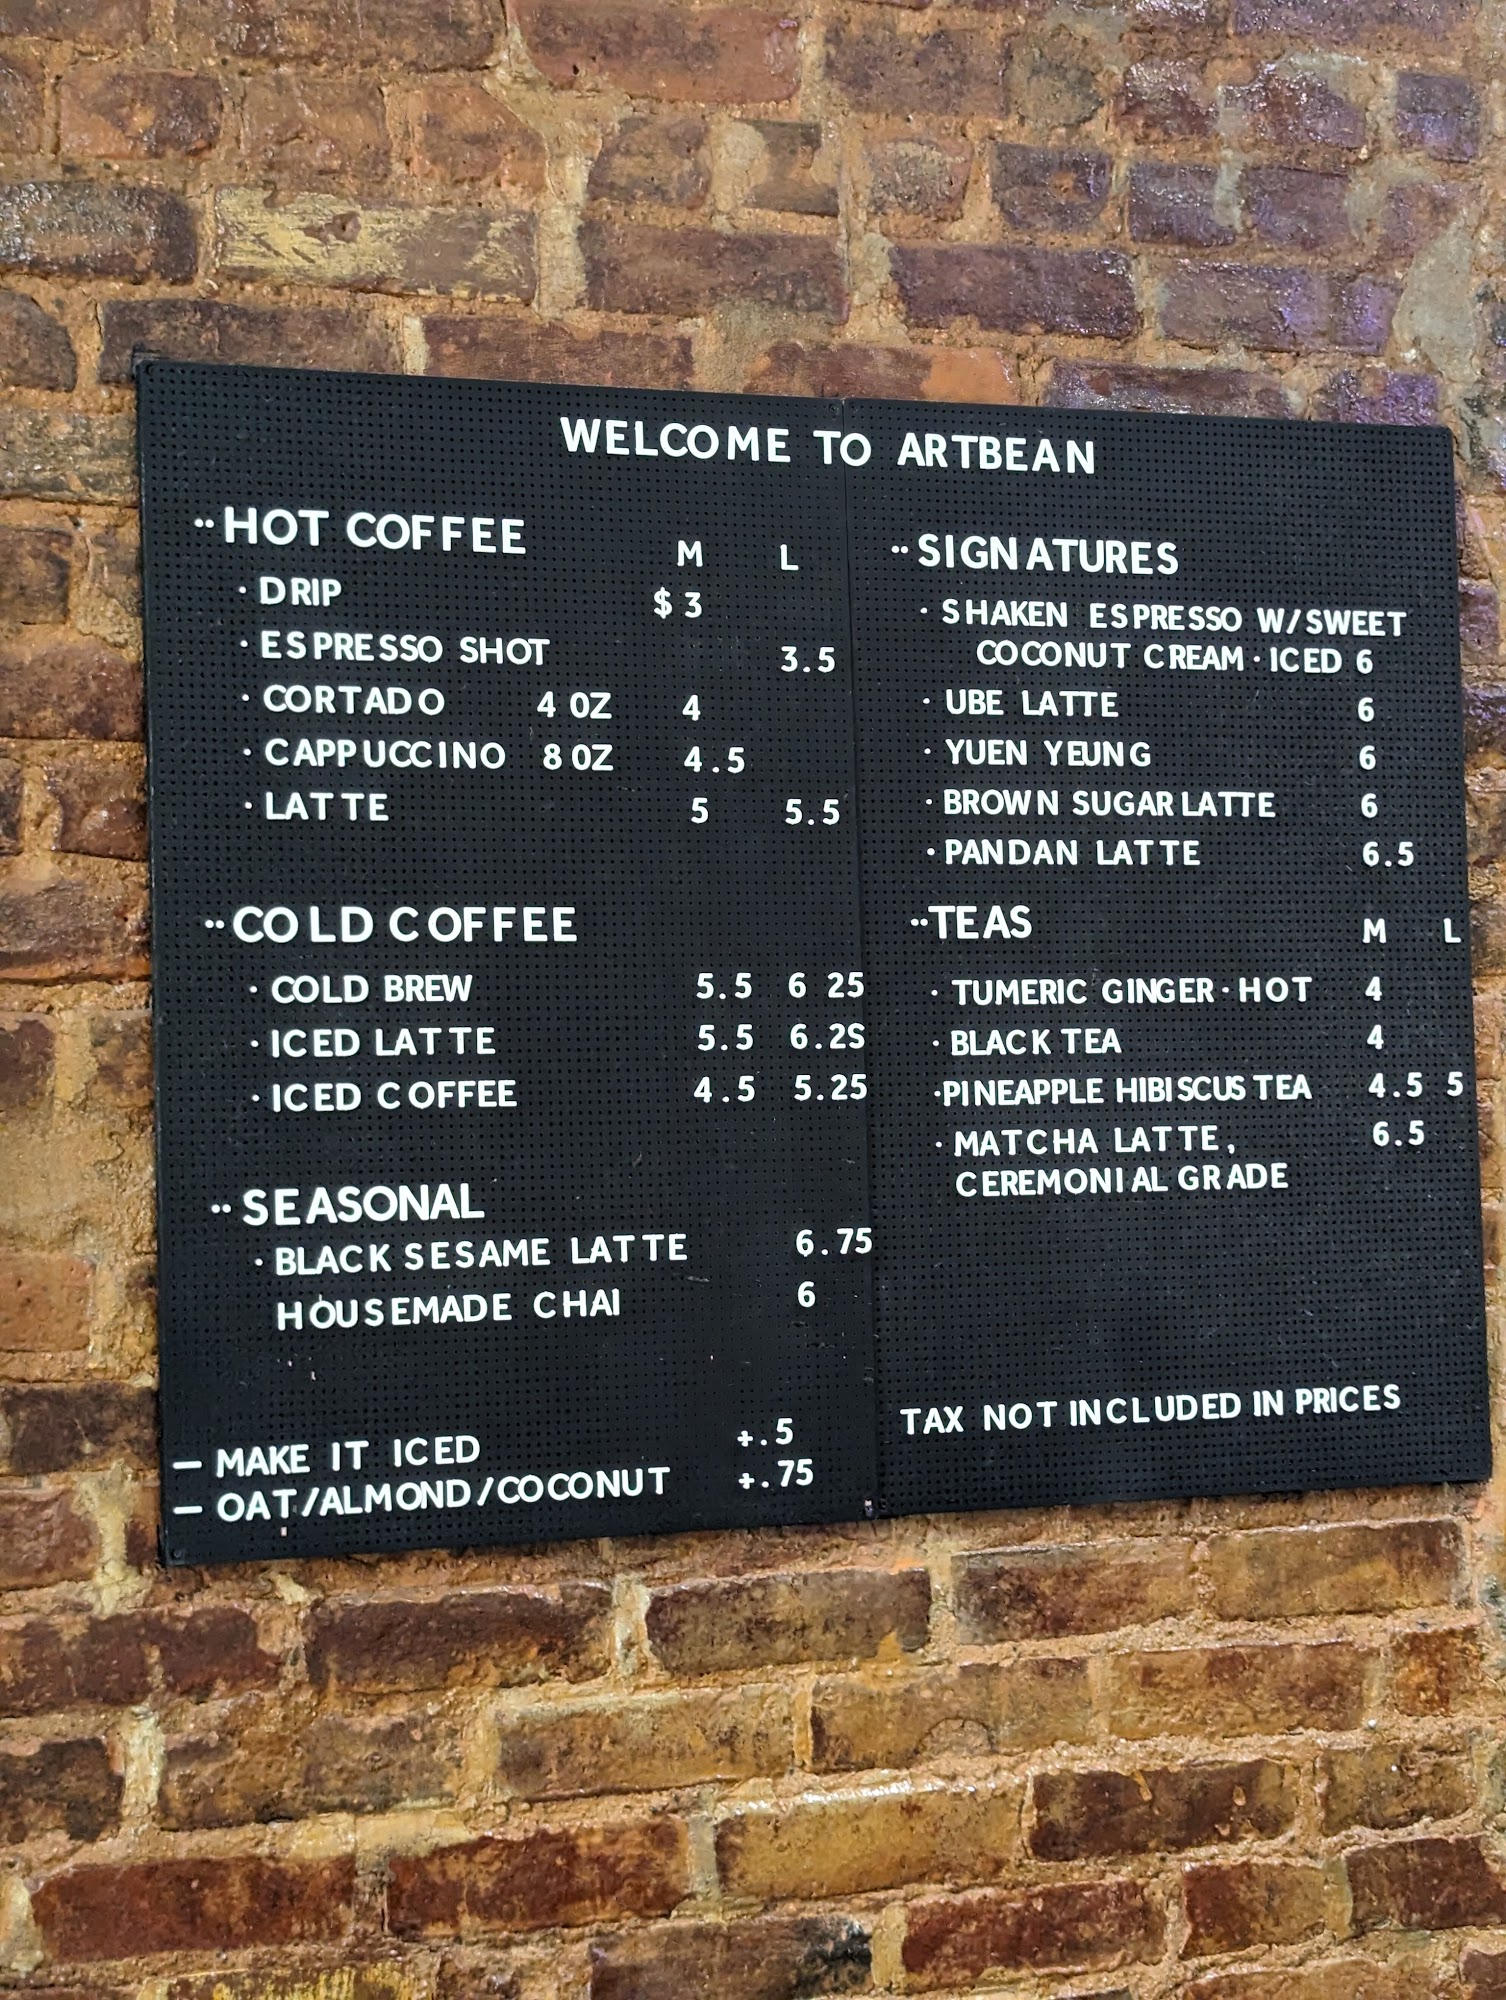 WELCOME TO ARTBEAN
··HOT COFFEE M L
· DRIP $3
· ESPRESSO SHOT 3.5
· CORTADO 4 OZ 4
· CAPPUCCINO 8 OZ 4.5
· LATTE 5 5.5
··COLD COFFEE
· COLD BREW 5.5 6 25
· ICED LATTE 5.5 6.2S
· ICED COFFEE 4.5 5.25
··SEASONAL
· BLACK SESAME LATTE 6.75
HOUSEMADE CHAI 6
— MAKE IT ICED +.5
— OAT/ALMOND/COCONUT +.75
··SIGNATURES
· SHAKEN ESPRESSO W/SWEET
COCONUT CREAM · ICED 6
· UBE LATTE 6
· YUEN YEUNG 6
· BROWN SUGAR LATTE 6
· PANDAN LATTE 6.5
··TEAS M L
· TUMERIC GINGER · HOT 4
· BLACK TEA 4
· PINEAPPLE HIBISCUS TEA 4.5 5
· MATCHA LATTE, 6.5
CEREMONIAL GRADE
TAX NOT INCLUDED IN PRICES